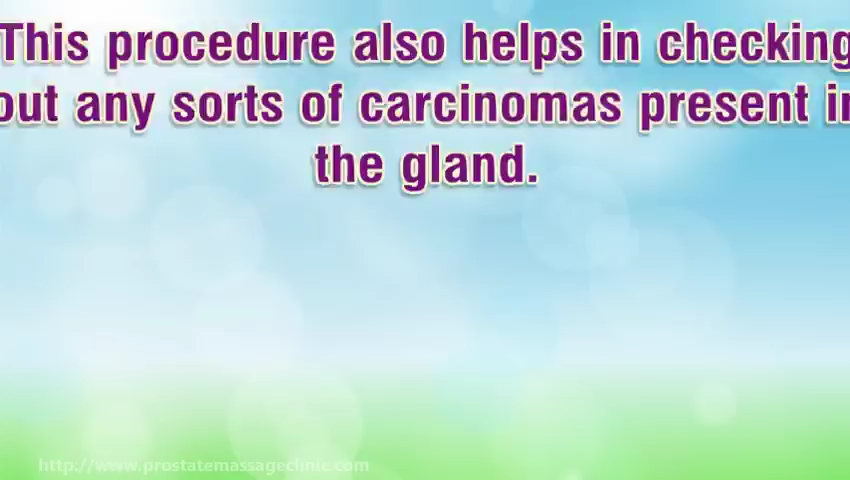 This procedure also helps in checking
out any sorts of carcinomas present in
the gland.
http://www.prostatemassageclinic.com